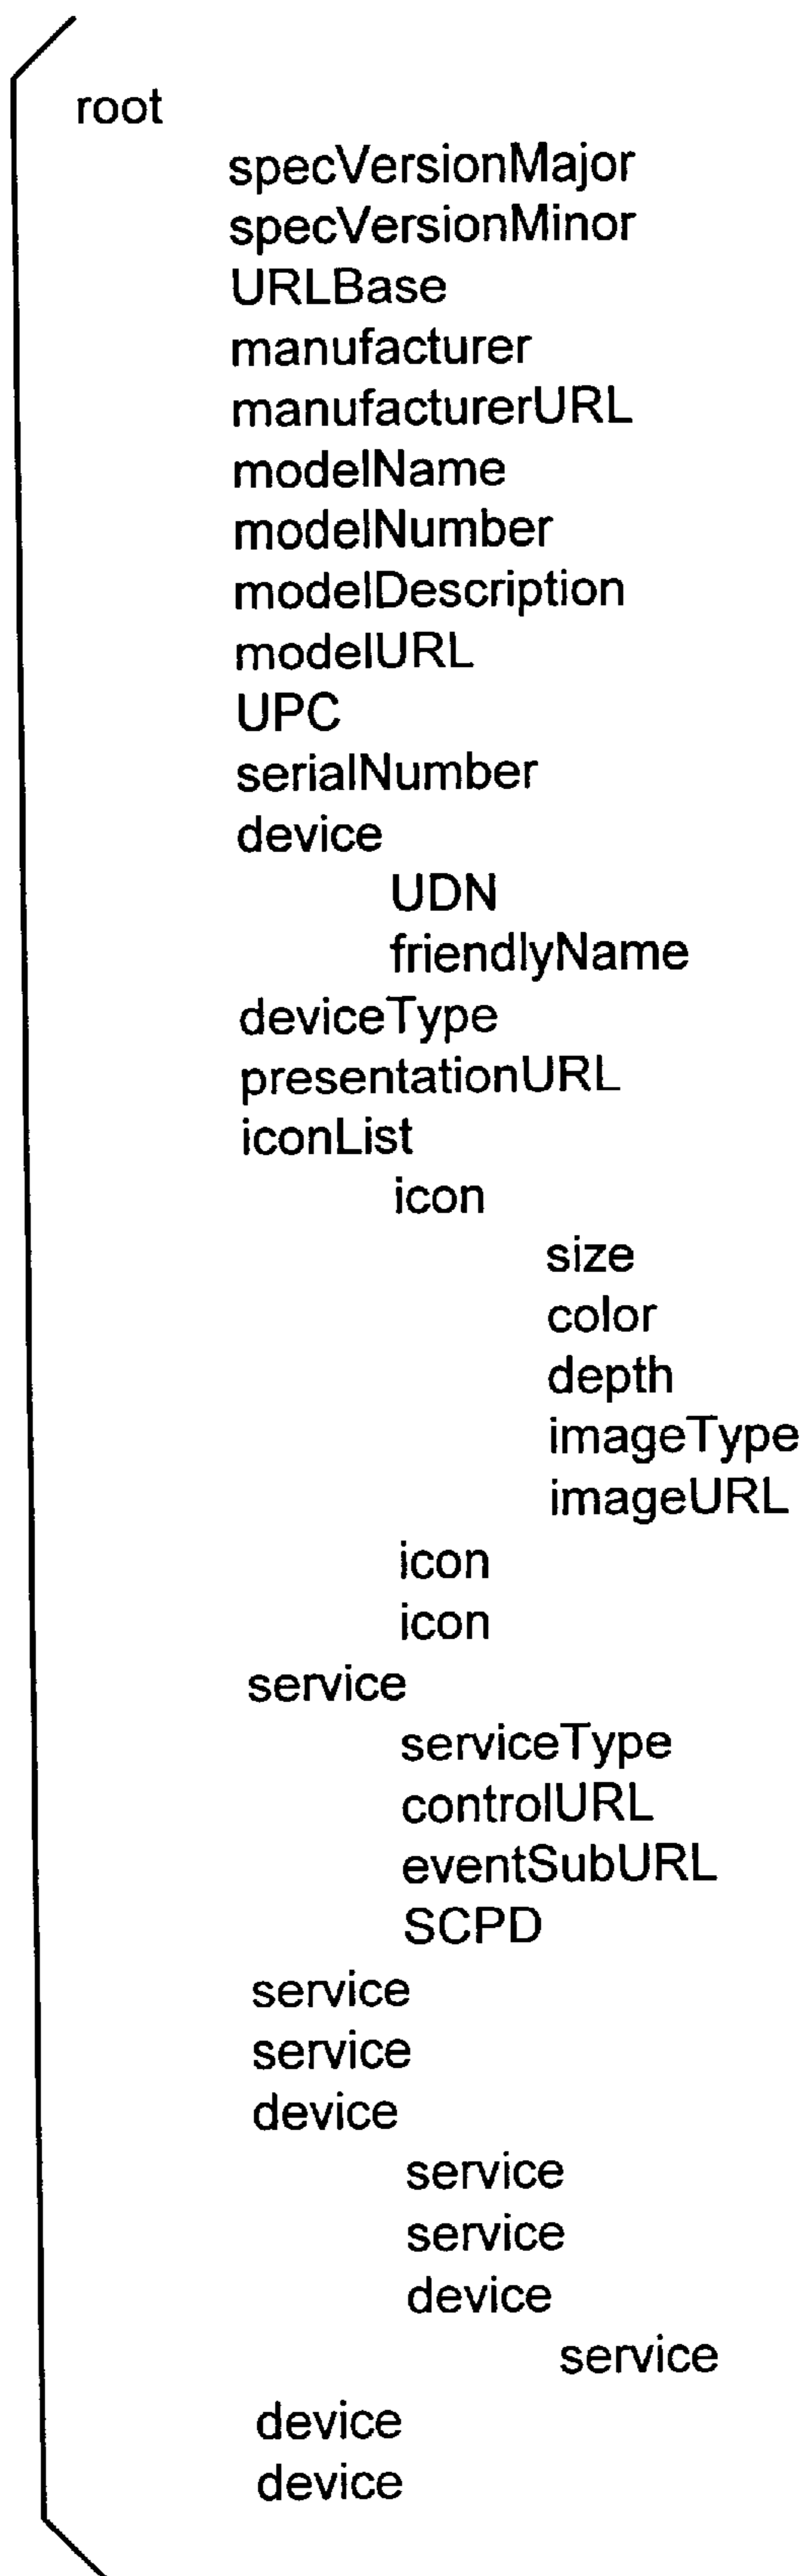 root
specVersionMajor
specVersionMinor
URLBase
manufacturer
manufacturerURL
modelName
modelNumber
modelDescription
modelURL
UPC
serialNumber
device
UDN
friendlyName
deviceType
presentationURL
iconList
icon
size
color
depth
imageType
imageURL
icon
icon
service
serviceType
controlURL
eventSubURL
SCPD
service
service
device
service
service
device
service
device
device